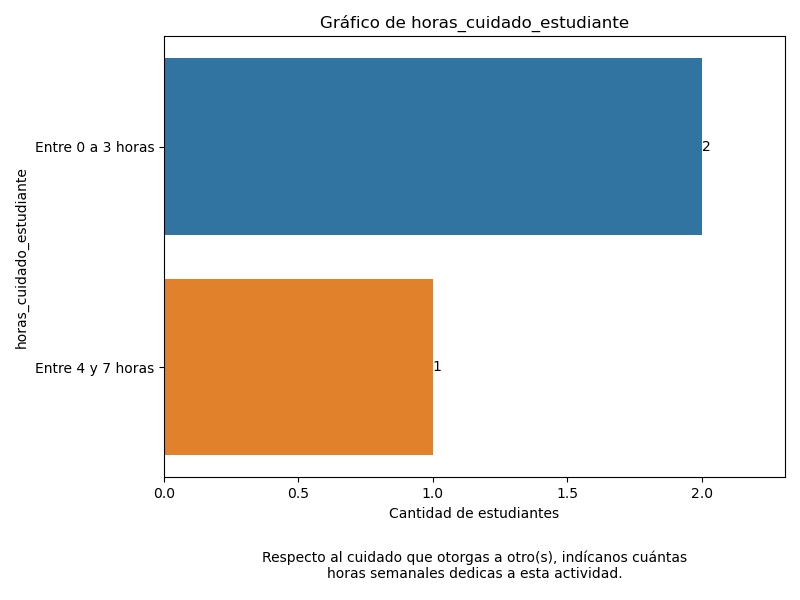 Gráfico de horas_cuidado_estudiante
horas_cuidado_estudiante
Entre 0 a 3 horas
2
Entre 4 y 7 horas
1
0.0 0.5 1.0 1.5 2.0
Cantidad de estudiantes
Respecto al cuidado que otorgas a otro(s), indícanos cuántas
horas semanales dedicas a esta actividad.